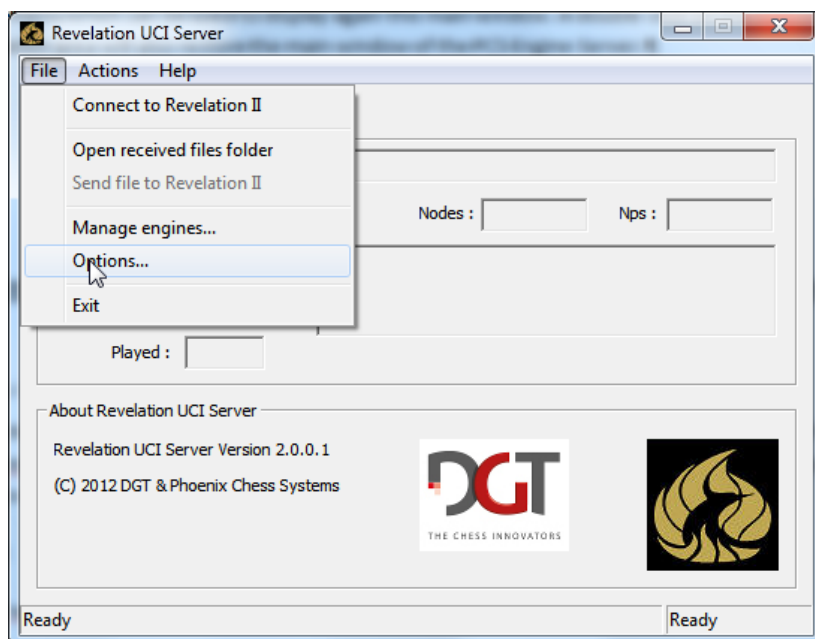 Revelation UCI Server
File Actions Help
Connect to Revelation II
Open received files folder
Send file to Revelation II
Manage engines...
Options...
Exit
Nodes :
Nps :
Played :
About Revelation UCI Server
Revelation UCI Server Version 2.0.0.1
(C) 2012 DGT & Phoenix Chess Systems
DGT
THE CHESS INNOVATORS
Ready
Ready